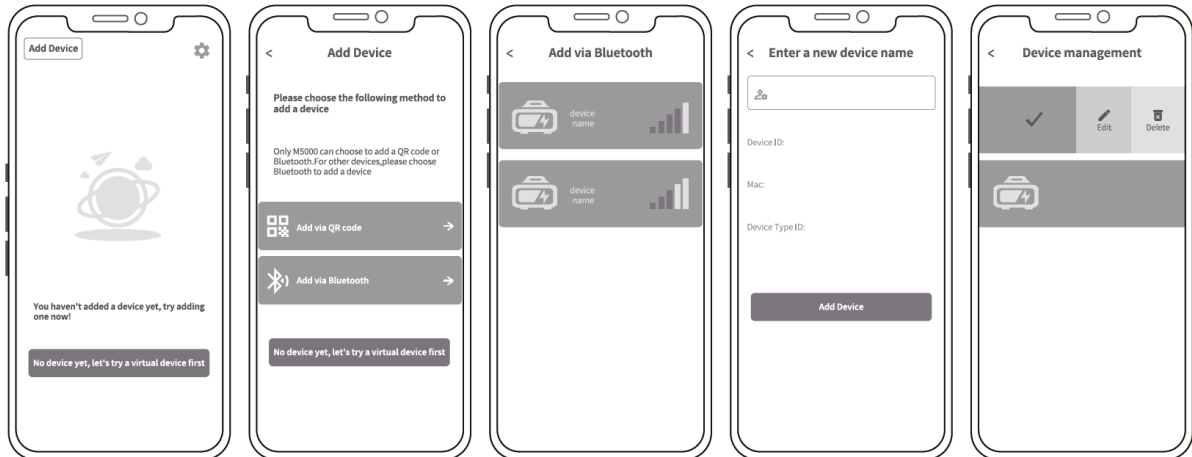 Add Device
You haven't added a device yet, try adding
one now!
No device yet, let's try a virtual device first
< Add Device
Please choose the following method to
add a device
Only M5000 can choose to add a QR code or
Bluetooth.For other devices,please choose
Bluetooth to add a device
Add via QR code
Add via Bluetooth
No device yet, let's try a virtual device first
< Add via Bluetooth
device
name
device
name
< Enter a new device name
Device ID:
Mac:
Device Type ID:
Add Device
< Device management
Edit
Delete